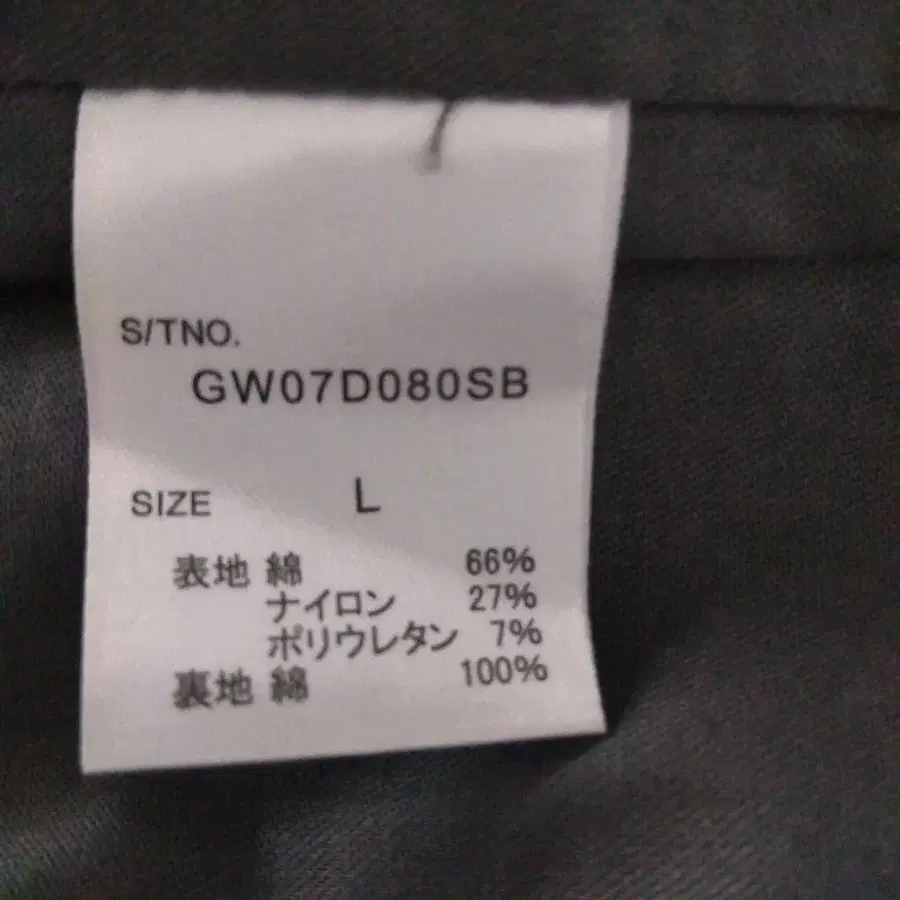 S/TNO.
GW07D080SB
SIZE L
表地 綿 66%
ナイロン 27%
ポリウレタン 7%
裏地 綿 100%